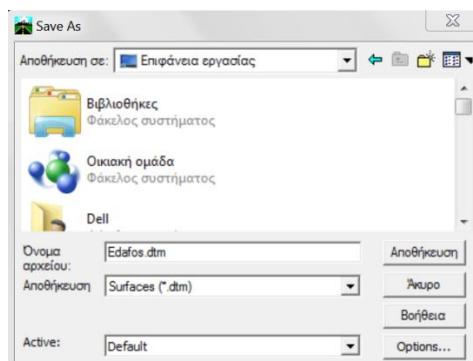 Save As
Αποθήκευση σε: Επιφάνεια εργασίας
Βιβλιοθήκες
Φάκελος συστήματος
Οικιακή ομάδα
Φάκελος συστήματος
Dell
Όνομα αρχείου: Edafos.dtm Αποθήκευση
Αποθήκευση Surfaces (*.dtm) Άκυρο
Βοήθεια
Active: Default Options...